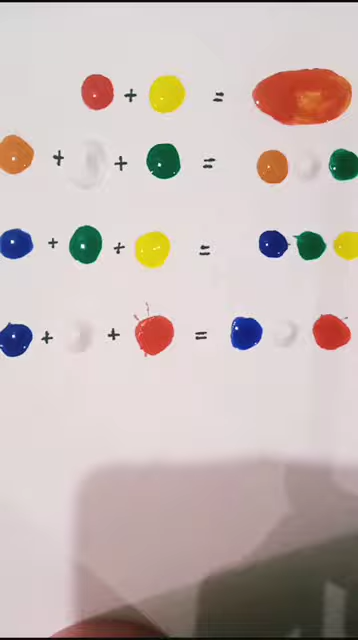 + =
+ + =
+ + =
+ + =